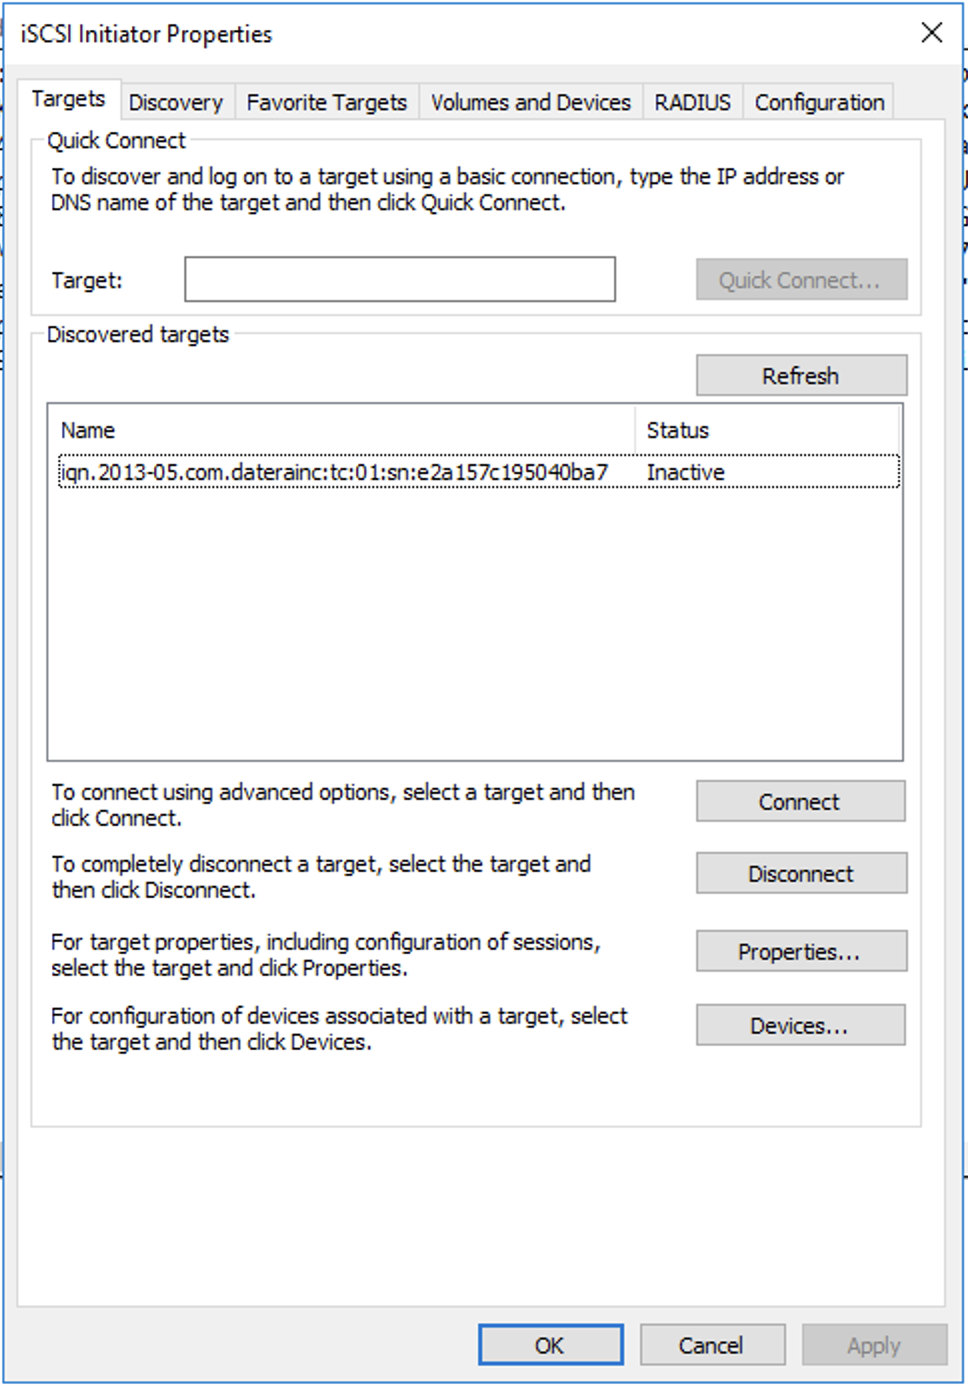 iSCSI Initiator Properties
Targets Discovery Favorite Targets Volumes and Devices RADIUS Configuration
Quick Connect
To discover and log on to a target using a basic connection, type the IP address or
DNS name of the target and then click Quick Connect.
Target: Quick Connect...
Discovered targets
Refresh
Name Status
iqn.2013-05.com.daterainc:tc:01:sn:e2a157c195040ba7 Inactive
To connect using advanced options, select a target and then
click Connect.
Connect
To completely disconnect a target, select the target and
then click Disconnect.
Disconnect
For target properties, including configuration of sessions,
select the target and click Properties.
Properties...
For configuration of devices associated with a target, select
the target and then click Devices.
Devices...
OK Cancel Apply